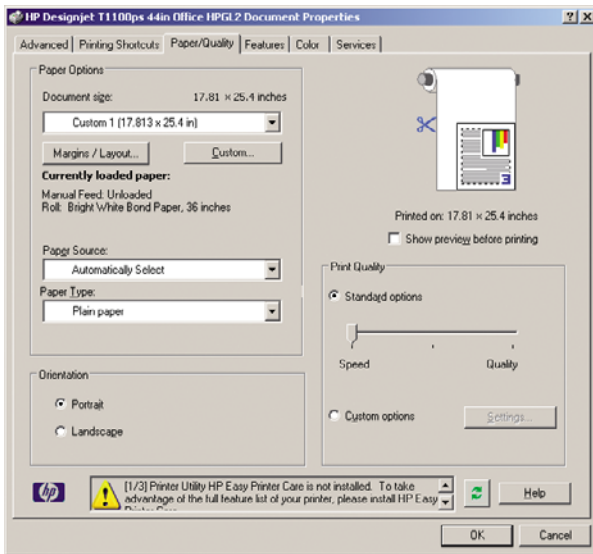 HP Designjet T1100ps 44in Office HPGL2 Document Properties
Advanced Printing Shortcuts Paper/Quality Features Color Services
Paper Options
Document size: 17.81 × 25.4 inches
Custom 1 (17.813 x 25.4 in)
Margins / Layout... Custom...
Currently loaded paper:
Manual Feed: Unloaded
Roll: Bright White Bond Paper, 36 inches
Paper Source:
Automatically Select
Paper Type:
Plain paper
Orientation
Portrait
Landscape
3
Printed on: 17.81 × 25.4 inches
Show preview before printing
Print Quality
Standard options
Speed Quality
Custom options Settings...
hp
[1/3] Printer Utility HP Easy Printer Care is not installed. To take
advantage of the full feature list of your printer, please install HP Easy
Printer Care
Help
OK Cancel